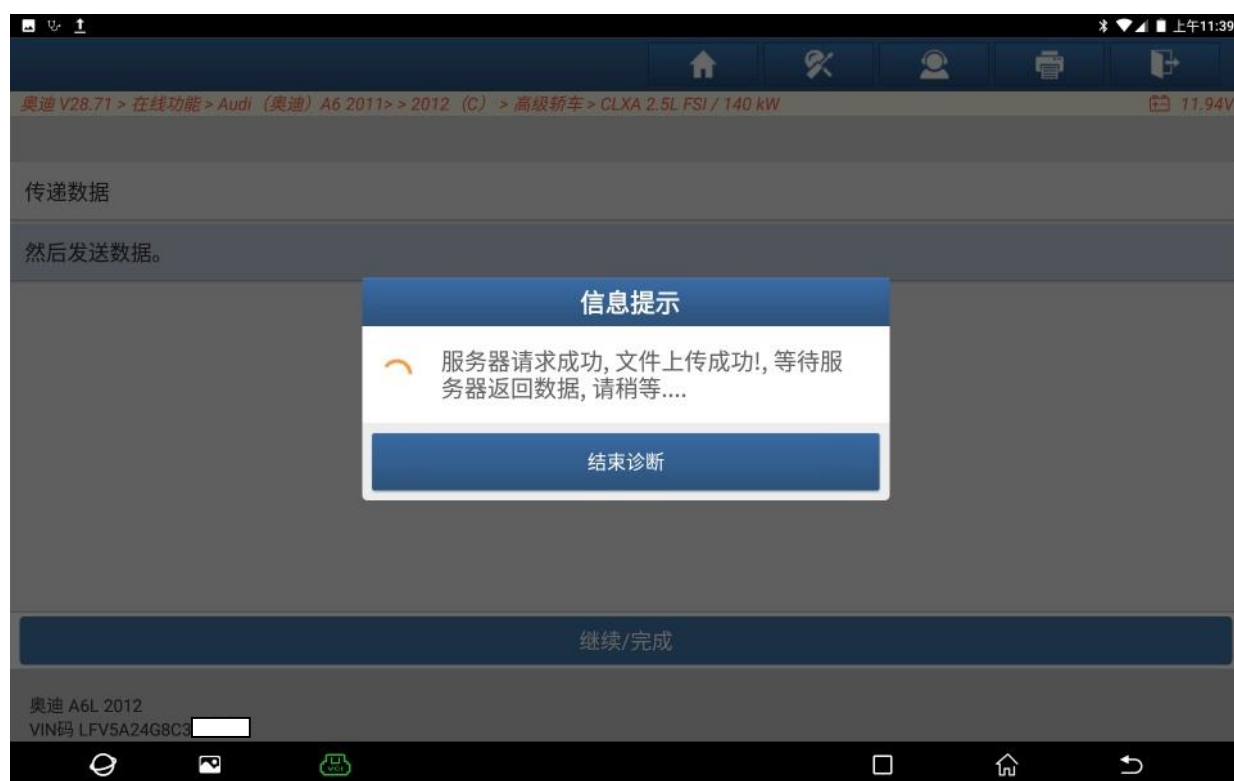 上午11:39
奥迪 V28.71 > 在线功能 > Audi（奥迪）A6 2011> > 2012（C）> 高级轿车 > CLXA 2.5L FSI / 140 kW
11.94V
传递数据
然后发送数据。
信息提示
服务器请求成功, 文件上传成功!, 等待服
务器返回数据, 请稍等....
结束诊断
继续/完成
奥迪 A6L 2012
VIN码 LFV5A24G8C3
VCI